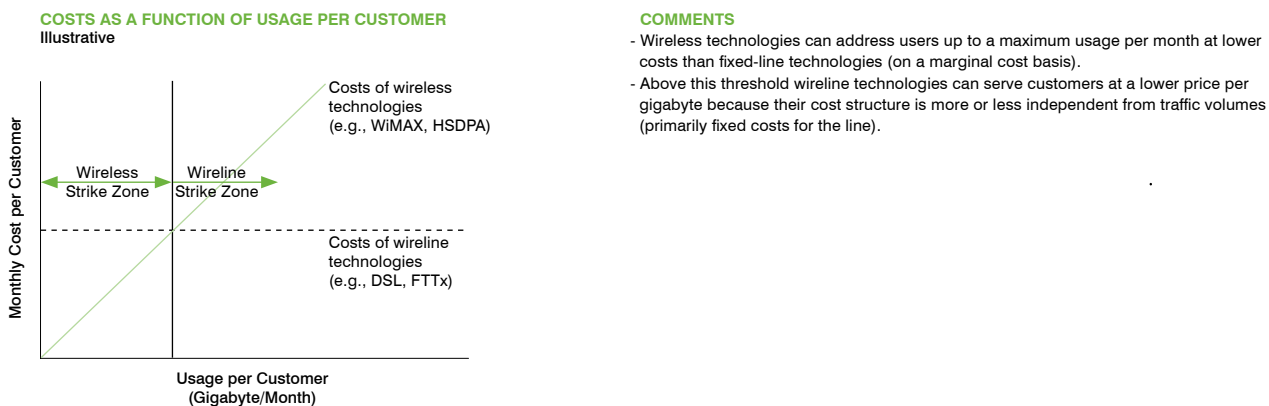 COSTS AS A FUNCTION OF USAGE PER CUSTOMER
Illustrative
Monthly Cost per Customer
Costs of wireless
technologies
(e.g., WiMAX, HSDPA)
Wireless
Strike Zone
Wireline
Strike Zone
Costs of wireline
technologies
(e.g., DSL, FTTx)
Usage per Customer
(Gigabyte/Month)
COMMENTS
- Wireless technologies can address users up to a maximum usage per month at lower
costs than fixed-line technologies (on a marginal cost basis).
- Above this threshold wireline technologies can serve customers at a lower price per
gigabyte because their cost structure is more or less independent from traffic volumes
(primarily fixed costs for the line).
.